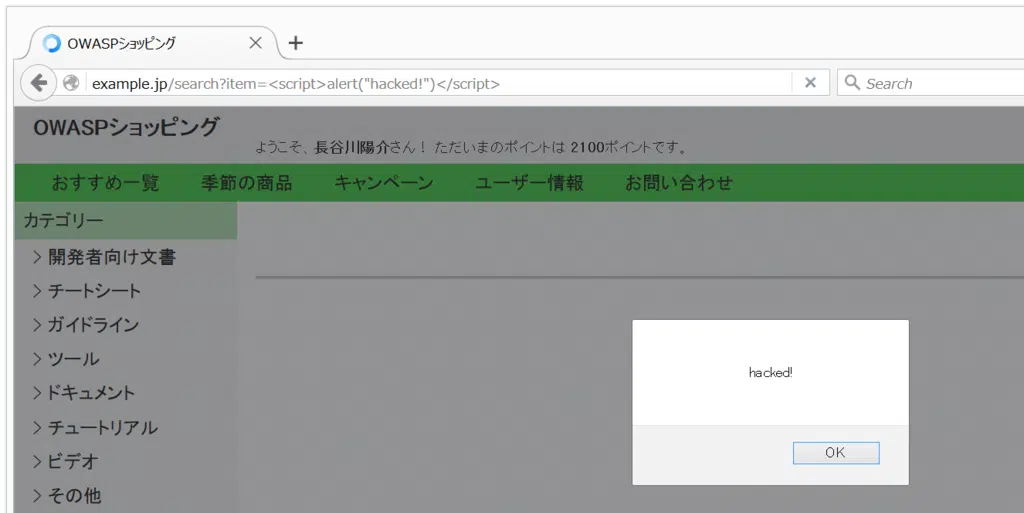 OWASPショッピング
example.jp/search?item=<script>alert("hacked!")</script>
Search
OWASPショッピング
ようこそ、長谷川陽介さん！ ただいまのポイントは 2100ポイントです。
おすすめ一覧 季節の商品 キャンペーン ユーザー情報 お問い合わせ
カテゴリー
> 開発者向け文書
> チートシート
> ガイドライン
> ツール
> ドキュメント
> チュートリアル
> ビデオ
> その他
hacked!
OK